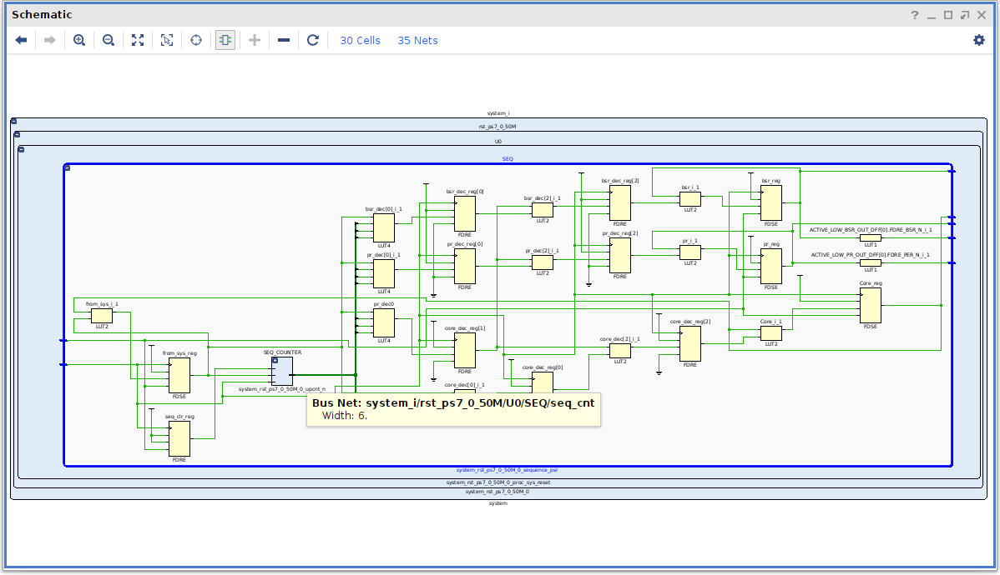 Schematic
30 Cells 35 Nets
system_i
rst_ps7_0_50M
U0
SEQ
bsr_dec[0]_i_1
LUT4
pr_dec[0]_i_1
LUT4
pr_dec0
LUT4
bsr_dec_reg[0]
FDRE
pr_dec_reg[0]
FDRE
core_dec_reg[1]
FDRE
core_dec[0]_i_1
bsr_dec[2]_i_1
LUT2
pr_dec[2]_i_1
LUT2
core_dec_reg[0]
bsr_dec_reg[2]
FDRE
pr_dec_reg[2]
FDRE
core_dec[2]_i_1
LUT2
bsr_i_1
LUT2
pr_i_1
LUT2
core_dec_reg[2]
FDRE
bsr_reg
FDSE
pr_reg
FDSE
Core_i_1
LUT2
ACTIVE_LOW_BSR_OUT_DFF[0].FDRE_BSR_N_i_1
LUT1
ACTIVE_LOW_PR_OUT_DFF[0].FDRE_PER_N_i_1
LUT1
Core_reg
FDSE
from_sys_i_1
LUT2
from_sys_reg
FDSE
seq_clr_reg
FDRE
SEQ_COUNTER
system_rst_ps7_0_50M_0_upcnt_n
Bus Net: system_i/rst_ps7_0_50M/U0/SEQ/seq_cnt
Width: 6.
system_rst_ps7_0_50M_0_sequence_psr
system_rst_ps7_0_50M_0_proc_sys_reset
system_rst_ps7_0_50M_0
system